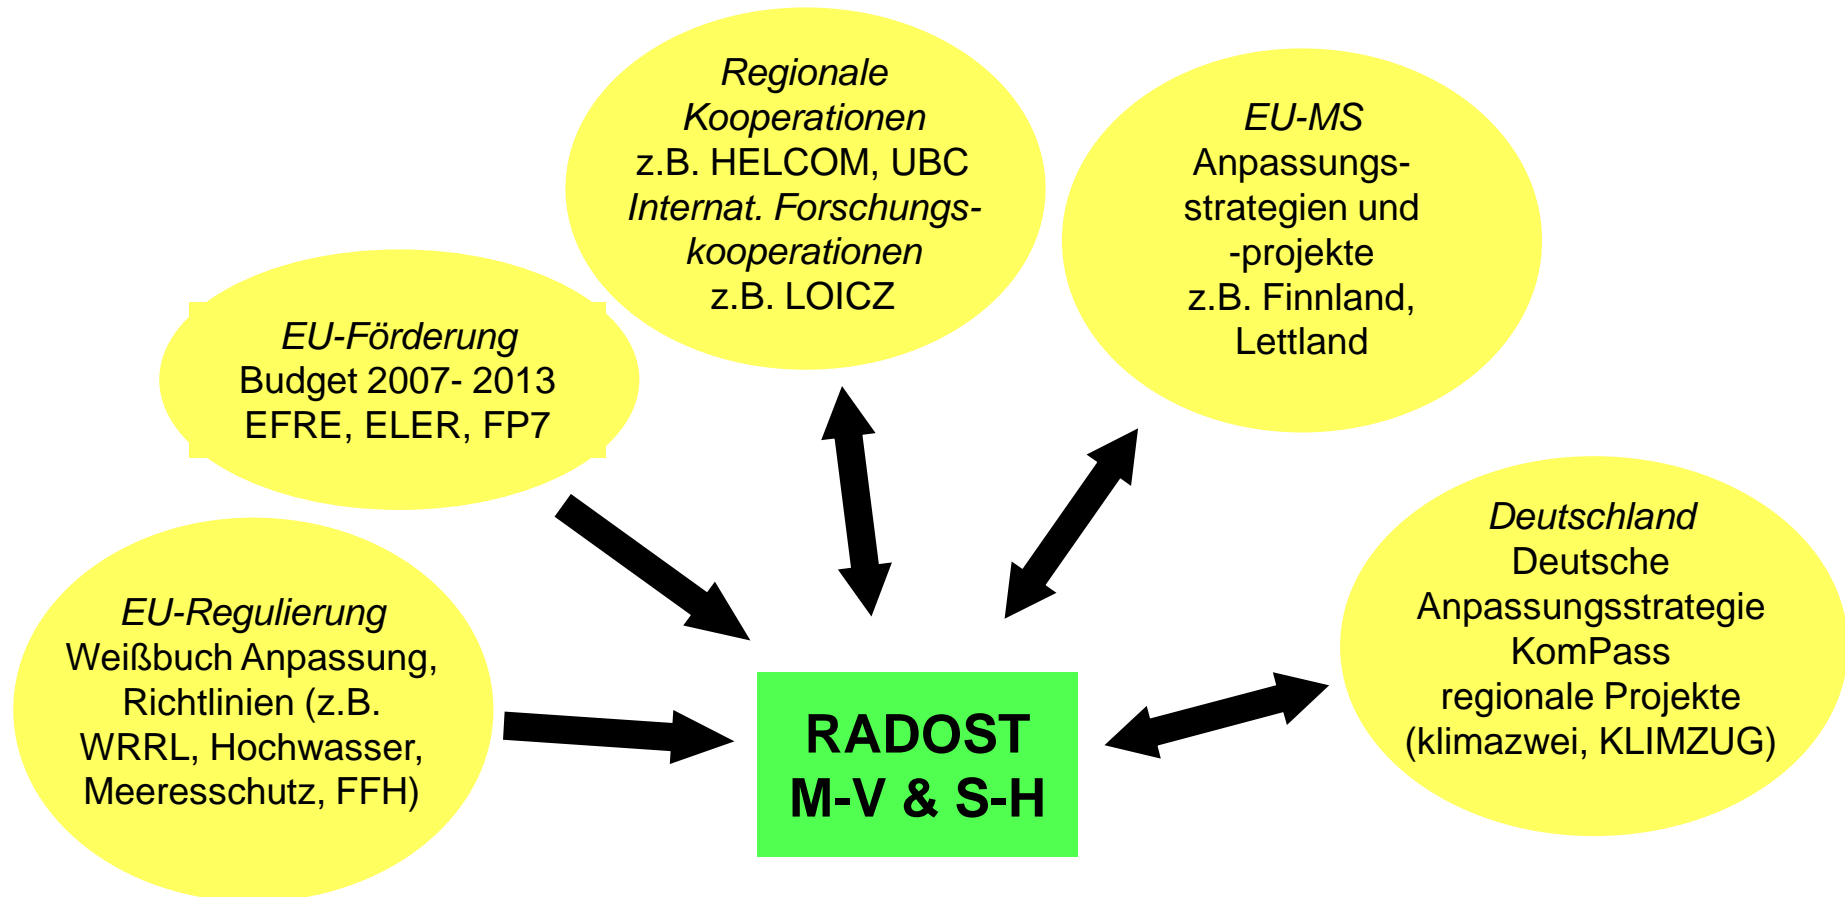 Regionale
Kooperationen
z.B. HELCOM, UBC
Internat. Forschungs-
kooperationen
z.B. LOICZ
EU-MS
Anpassungs-
strategien und
-projekte
z.B. Finnland,
Lettland
EU-Förderung
Budget 2007- 2013
EFRE, ELER, FP7
Deutschland
Deutsche
Anpassungsstrategie
KomPass
regionale Projekte
(klimazwei, KLIMZUG)
EU-Regulierung
Weißbuch Anpassung,
Richtlinien (z.B.
WRRL, Hochwasser,
Meeresschutz, FFH)
RADOST
M-V & S-H